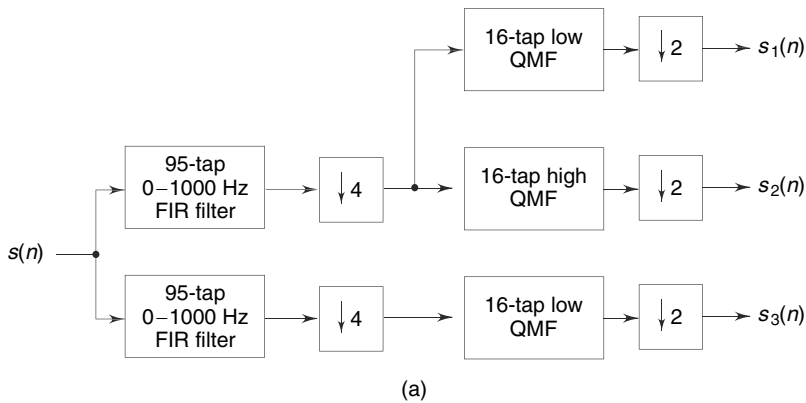 16-tap low
QMF
↓ 2
s₁(n)
95-tap
0–1000 Hz
FIR filter
↓ 4
16-tap high
QMF
↓ 2
s₂(n)
s(n)
95-tap
0–1000 Hz
FIR filter
↓ 4
16-tap low
QMF
↓ 2
s₃(n)
(a)